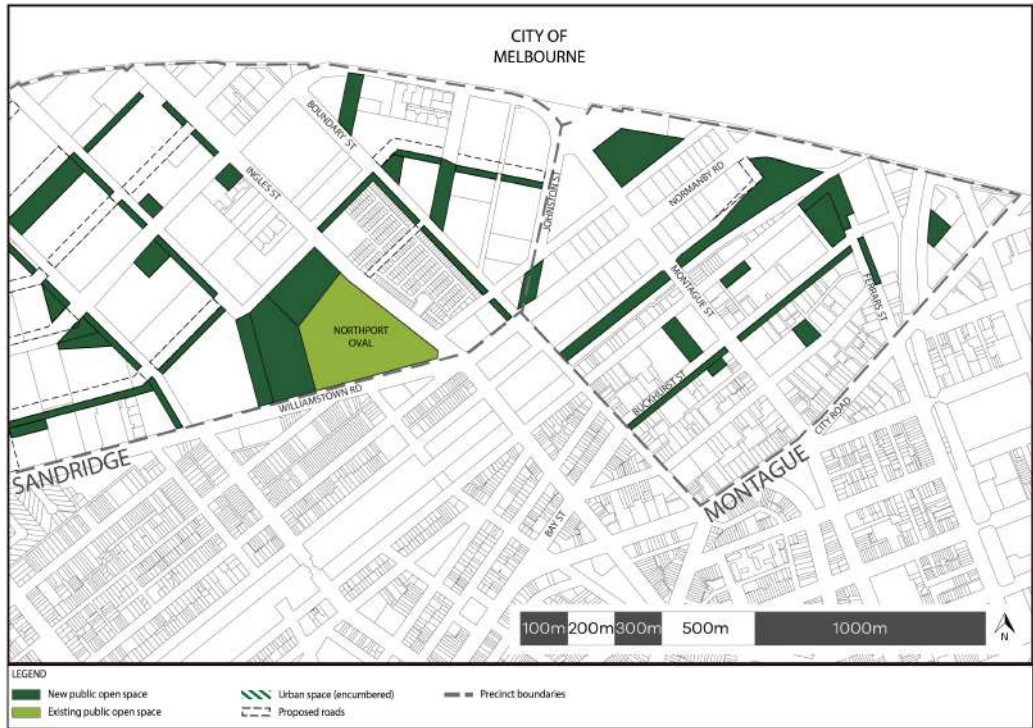 CITY OF
MELBOURNE
BOUNDARY ST
INGLES ST
JOHNSTON ST
NORMANBY RD
MONTAGUE ST
FERRARS ST
NORTHPORT
OVAL
WILLIAMSTOWN RD
BUCKHURST ST
CITY ROAD
SANDRIDGE
MONTAGUE
BAY ST
100m 200m 300m 500m 1000m
N
LEGEND
New public open space
Existing public open space
Urban space (encumbered)
Proposed roads
Precinct boundaries